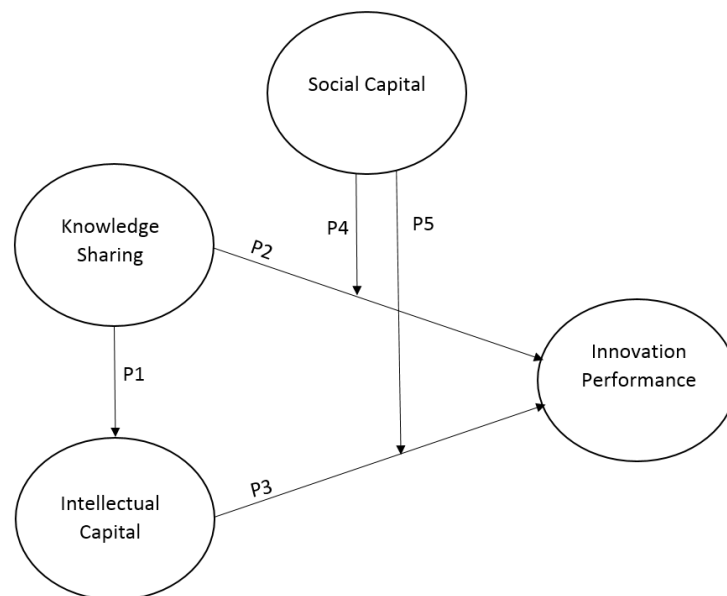 Social Capital
Knowledge
Sharing
P4
P5
P2
Innovation
Performance
P1
P3
Intellectual
Capital